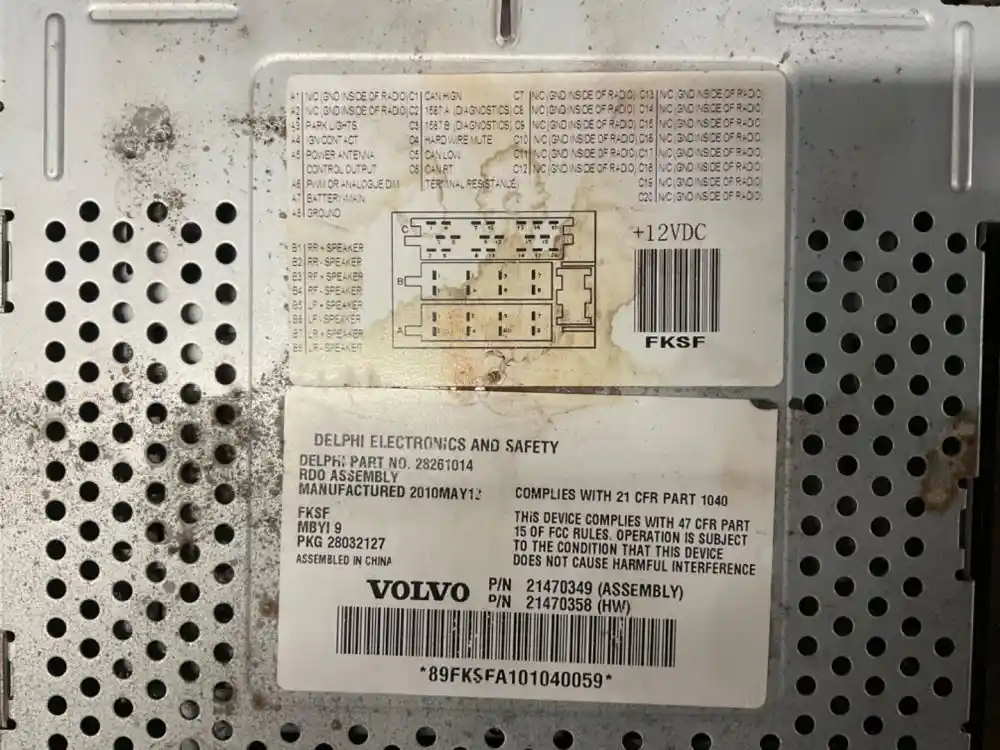 A1 N/C (GND INSIDE OF RADIO)
A2 N/C (GND INSIDE OF RADIO)
A3 PARK LIGHTS
A4 IGN CONTACT
A5 POWER ANTENNA
CONTROL OUTPUT
A6 PWM OR ANALOGUE DIM
A7 BATTERY MAIN
A8 GROUND
C1 CAN HIGN
C2 1587 A (DIAGNOSTICS)
C3 1587 B (DIAGNOSTICS)
C4 HARD WIRE MUTE
C5 CAN LOW
C6 CAN RT
(TERMINAL RESISTANCE)
C7 N/C (GND INSIDE OF RADIO)
C8 N/C (GND INSIDE OF RADIO)
C9 N/C (GND INSIDE OF RADIO)
C10 N/C (GND INSIDE OF RADIO)
C11 N/C (GND INSIDE OF RADIO)
C12 N/C (GND INSIDE OF RADIO)
C13 N/C (GND INSIDE OF RADIO)
C14 N/C (GND INSIDE OF RADIO)
C15 N/C (GND INSIDE OF RADIO)
C16 N/C (GND INSIDE OF RADIO)
C17 N/C (GND INSIDE OF RADIO)
C18 N/C (GND INSIDE OF RADIO)
C19 N/C (GND INSIDE OF RADIO)
C20 N/C (GND INSIDE OF RADIO)
B1 RR + SPEAKER
B2 RR - SPEAKER
B3 RF + SPEAKER
B4 RF - SPEAKER
B5 LF + SPEAKER
B6 LF - SPEAKER
B7 LR + SPEAKER
B8 LR - SPEAKER
C
B
A
+12VDC
FKSF
DELPHI ELECTRONICS AND SAFETY
DELPHI PART NO. 28261014
RDO ASSEMBLY
MANUFACTURED 2010MAY
FKSF
MBYI 9
PKG 28032127
ASSEMBLED IN CHINA
COMPLIES WITH 21 CFR PART 1040
THIS DEVICE COMPLIES WITH 47 CFR PART
15 OF FCC RULES. OPERATION IS SUBJECT
TO THE CONDITION THAT THIS DEVICE
DOES NOT CAUSE HARMFUL INTERFERENCE
VOLVO
P/N 21470349 (ASSEMBLY)
P/N 21470358 (HW)
*89FKSFA101040059*